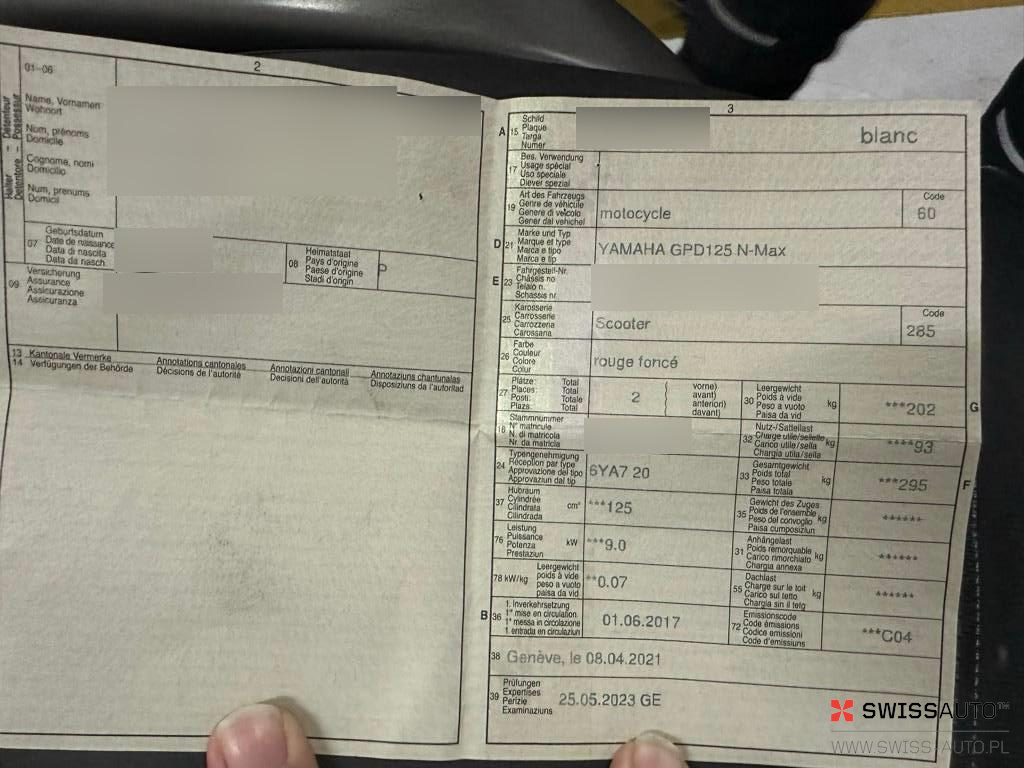 2
01-06
Halter - Détenteur
Detentore - Possessur
Name, Vornamen
Wohnort
Num, prénoms
Domicile
Cognome, nomi
Domicilio
Num, prenums
Domicil
07
Geburtsdatum
Date de naissance
Data di nascita
Data da nasch.
08
Heimatstaat
Pays d'origine
Paese d'origine
Stadi d'origin
P
09
Versicherung
Assurance
Assicurazione
Assicuranza
13 Kantonale Vermerke
14 Verfügungen der Behörde
Annotations cantonales
Décisions de l'autorité
Annotazioni cantonali
Decisioni dell'autorità
Annotaziuns chantunalas
Disposiziuns da l'autoritad
3
A 15
Schild
Plaque
Targa
Numer
blanc
17
Bes. Verwendung
Usage spécial
Uso speciale
Diever spezial
19
Art des Fahrzeugs
Genre de véhicule
Genere di veicolo
Gener dal vehichel
motocycle
Code
60
D 21
Marke und Typ
Marque et type
Marca e tipo
Marca e tip
YAMAHA GPD125 N-Max
E 23
Fahrgestell-Nr.
Châssis no
Telaio n.
Schassis nr.
25
Karosserie
Carrosserie
Carrozzeria
Carossaria
Scooter
Code
285
26
Farbe
Couleur
Colore
Colur
rouge foncé
27
Plätze: Total
Places: Total
Posti: Totale
Plazs: Total
2
vorne)
avant)
anteriori)
davant)
30
Leergewicht
Poids à vide
Peso a vuoto
Paisa da vid
kg
***202
G
18
Stammnummer
N° matricule
N. di matricola
Nr. da matricla
32
Nutz-/Sattellast
Charge utile/sellette
Carico utile/sella
Chargia utila/sella
kg
****93
24
Typengenehmigung
Réception par type
Approvazione del tipo
Approvaziun dal tip
6YA7 20
33
Gesamtgewicht
Poids total
Peso totale
Paisa totala
kg
***295
F
37
Hubraum
Cylindrée
Cilindrata
Cilindrada
cm³
***125
35
Gewicht des Zuges
Poids de l'ensemble
Peso del convoglio
Paisa cumposiziun
kg
******
76
Leistung
Puissance
Potenza
Prestaziun
kW
***9.0
31
Anhängelast
Poids remorquable
Carico rimorchiato
Chargia annexa
kg
******
78 kW/kg
Leergewicht
poids à vide
peso a vuoto
paisa da vid
**0.07
55
Dachlast
Charge sur le toit
Carico sul tetto
Chargia sin il tetg
kg
******
B 36
1. Inverkehrsetzung
1re mise en circulation
1a messa in circolazione
1. entrada en circulaziun
01.06.2017
72
Emissionscode
Code émissions
Codice emissioni
Code d'emissiuns
***C04
38 Genève, le 08.04.2021
39
Prüfungen
Expertises
Perizie
Examinaziuns
25.05.2023 GE
SWISSAUTO™
WWW.SWISSAUTO.PL